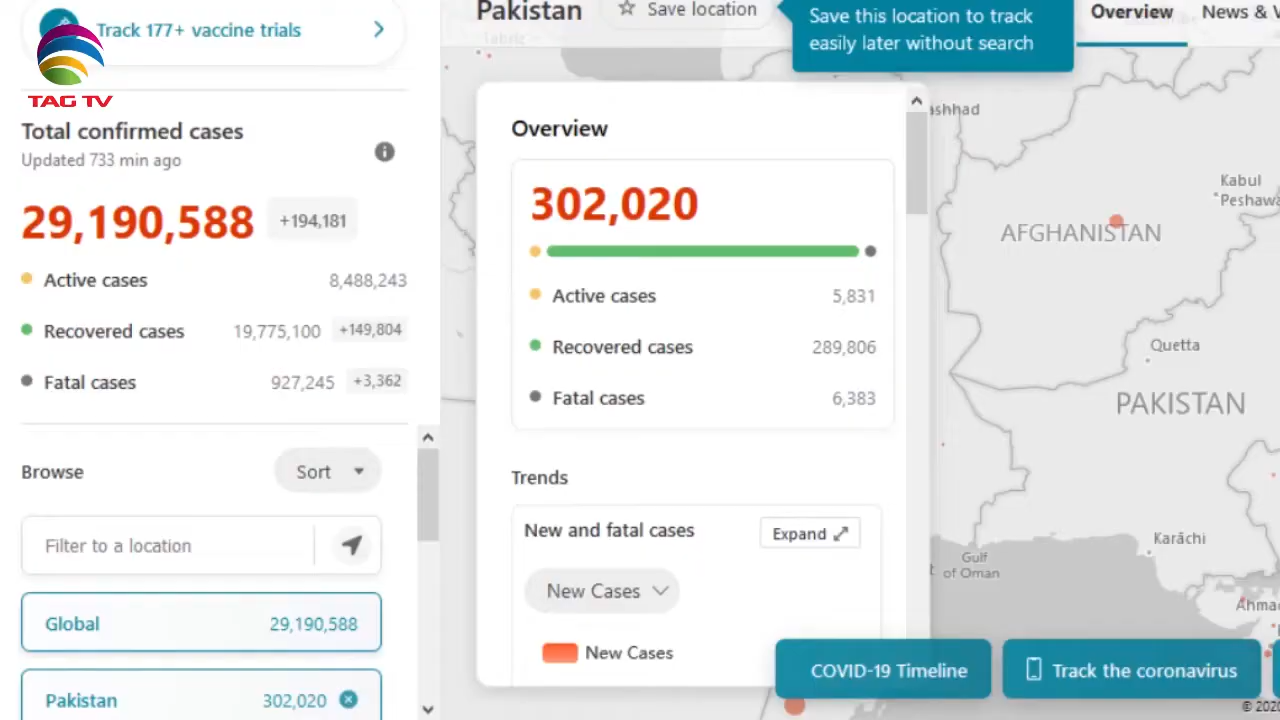 Track 177+ vaccine trials
TAG TV
Total confirmed cases
Updated 733 min ago
29,190,588 +194,181
Active cases 8,488,243
Recovered cases 19,775,100 +149,804
Fatal cases 927,245 +3,362
Browse Sort
Filter to a location
Global 29,190,588
Pakistan 302,020
Pakistan Save location
Save this location to track
easily later without search
Overview News &
Overview
302,020
Active cases 5,831
Recovered cases 289,806
Fatal cases 6,383
Trends
New and fatal cases Expand
New Cases
New Cases
ashhad
Kabul
Peshawa
AFGHANISTAN
Quetta
PAKISTAN
Karāchi
Gulf
of Oman
Ahma
COVID-19 Timeline Track the coronavirus